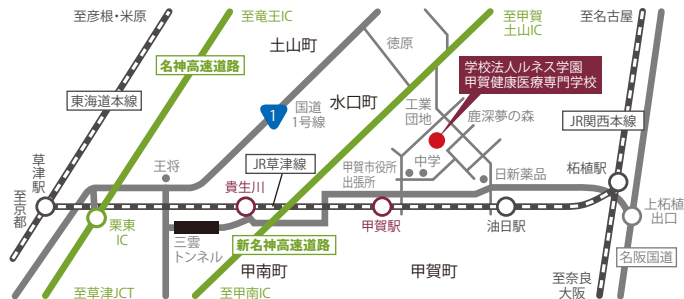 至彦根・米原
至竜王IC
至甲賀
土山IC
至名古屋
土山町
徳原
名神高速道路
学校法人ルネス学園
甲賀健康医療専門学校
東海道本線
1
国道
1号線
水口町
工業
団地
鹿深夢の森
JR関西本線
草津駅
王将
JR草津線
甲賀市役所
出張所
中学
日新薬品
柘植駅
貴生川
至京都
栗東
IC
三雲
トンネル
新名神高速道路
甲賀駅
油日駅
上柘植
出口
名阪国道
甲南町
甲賀町
至奈良
大阪
至草津JCT
至甲南IC